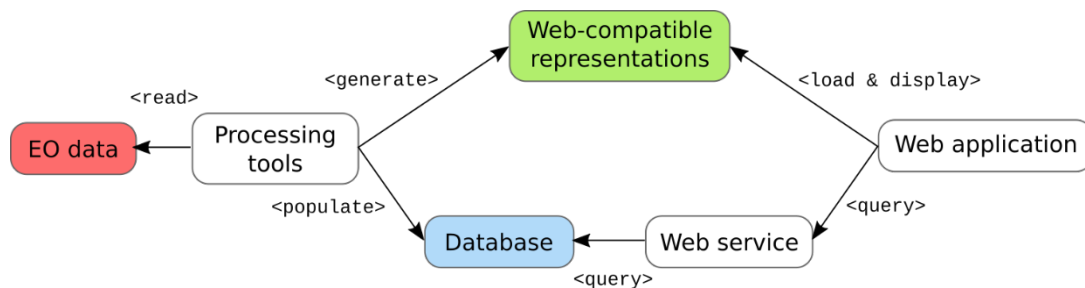 Web-compatible
representations
<generate>
<load & display>
<read>
EO data
Processing
tools
Web application
<populate>
<query>
Database
Web service
<query>